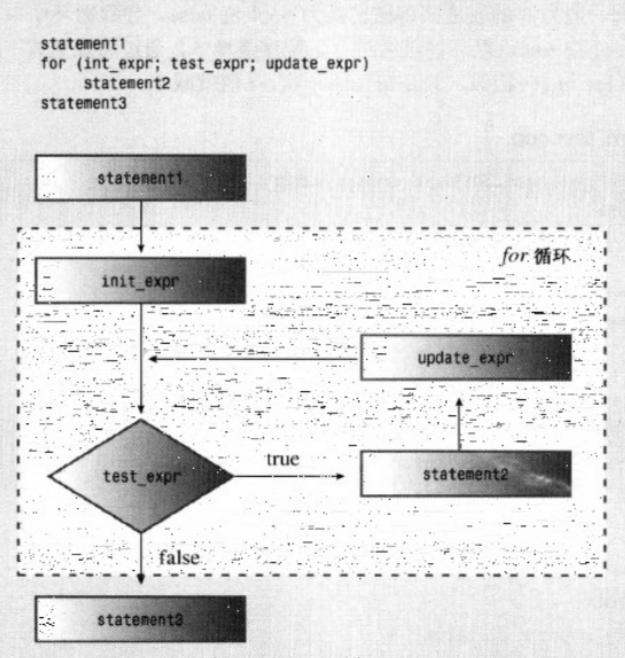 statement1
for (int_expr; test_expr; update_expr)
statement2
statement3
statement1
for 循环
init_expr
update_expr
test_expr
true
statement2
false
statement3